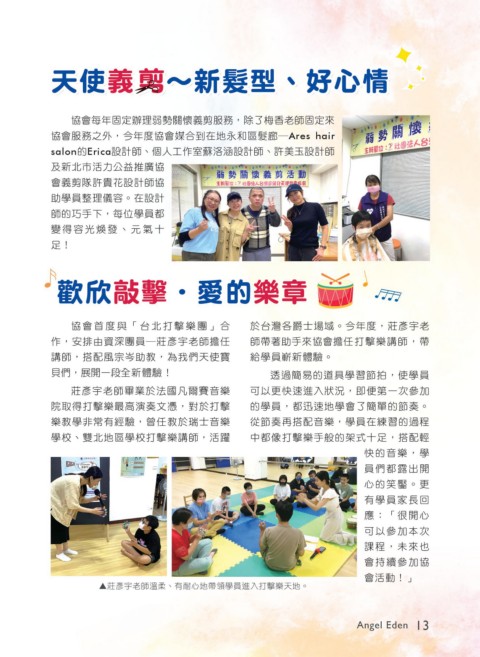 天使義剪～新髮型、好心情
協會每年固定辦理弱勢關懷義剪服務，除了梅香老師固定來
協會服務之外，今年度協會媒合到在地永和區髮廊—Ares hair
salon的Erica設計師、個人工作室蘇洛涵設計師、許美玉設計師
及新北市活力公益推廣協
會義剪隊許貴花設計師協
助學員整理儀容。在設計
師的巧手下，每位學員都
變得容光煥發、元氣十
足！
弱勢關懷義剪活動
弱勢關懷
歡欣敲擊・愛的樂章
協會首度與「台北打擊樂團」合
作，安排由資深團員—莊彥宇老師擔任
講師，搭配風宗岑助教，為我們天使寶
貝們，展開一段全新體驗！
莊彥宇老師畢業於法國凡爾賽音樂
院取得打擊樂最高演奏文憑，對於打擊
樂教學非常有經驗，曾任教於瑞士音樂
學校、雙北地區學校打擊樂講師，活躍
於台灣各爵士場域。今年度，莊彥宇老
師帶著助手來協會擔任打擊樂講師，帶
給學員嶄新體驗。
透過簡易的道具學習節拍，使學員
可以更快速進入狀況，即便第一次參加
的學員，都迅速地學會了簡單的節奏。
從節奏再搭配音樂，學員在練習的過程
中都像打擊樂手般的架式十足，搭配輕
快的音樂，學
員們都露出開
心的笑靨。更
有學員家長回
應：「很開心
可以參加本次
課程，未來也
會持續參加協
會活動！」
▲莊彥宇老師溫柔、有耐心地帶領學員進入打擊樂天地。
Angel Eden 13